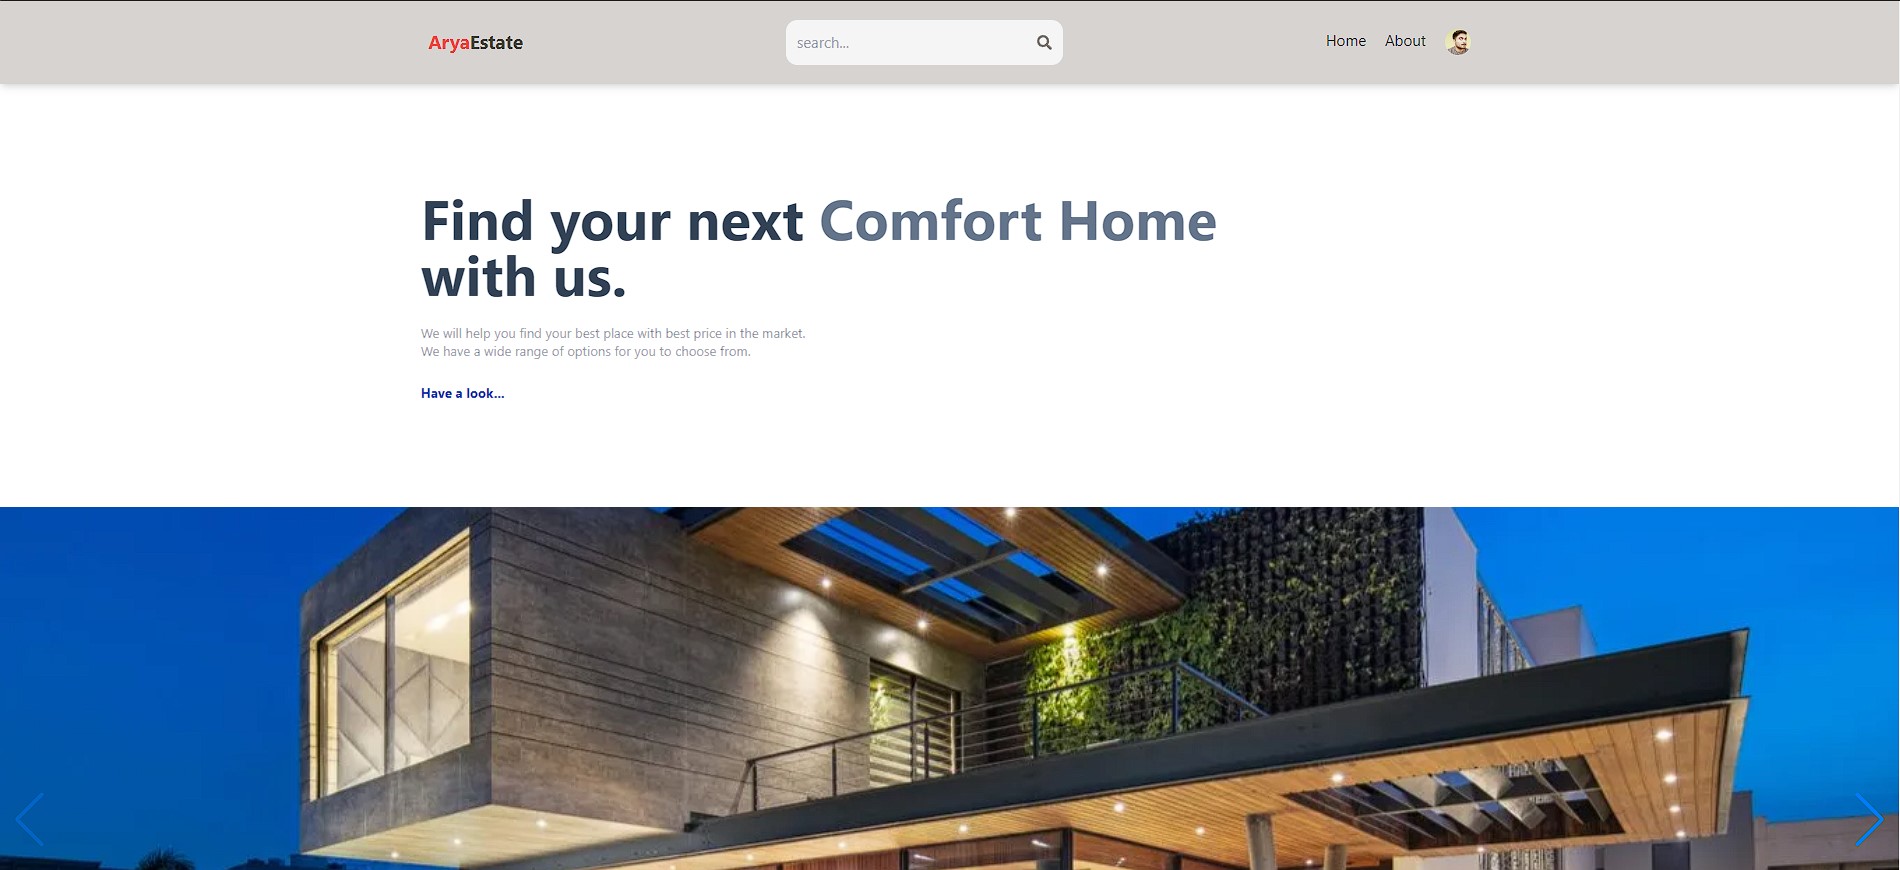 AryaEstate
search...
Home
About
Find your next Comfort Home
with us.
We will help you find your best place with best price in the market.
We have a wide range of options for you to choose from.
Have a look...